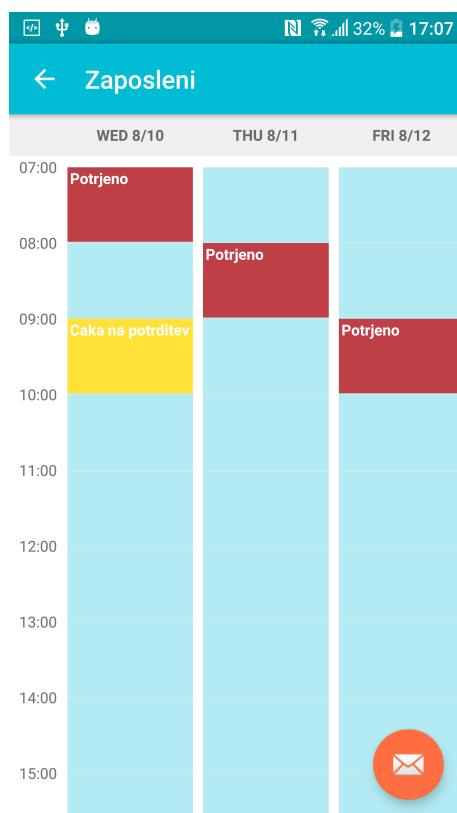 32% 17:07
Zaposleni
WED 8/10 THU 8/11 FRI 8/12
07:00
Potrjeno
08:00
Potrjeno
09:00
Caka na potrditev Potrjeno
10:00
11:00
12:00
13:00
14:00
15:00